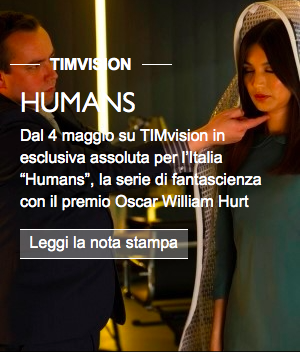 TIMVISION
HUMANS
Dal 4 maggio su TIMvision in
esclusiva assoluta per l'Italia
“Humans”, la serie di fantascienza
con il premio Oscar William Hurt
Leggi la nota stampa